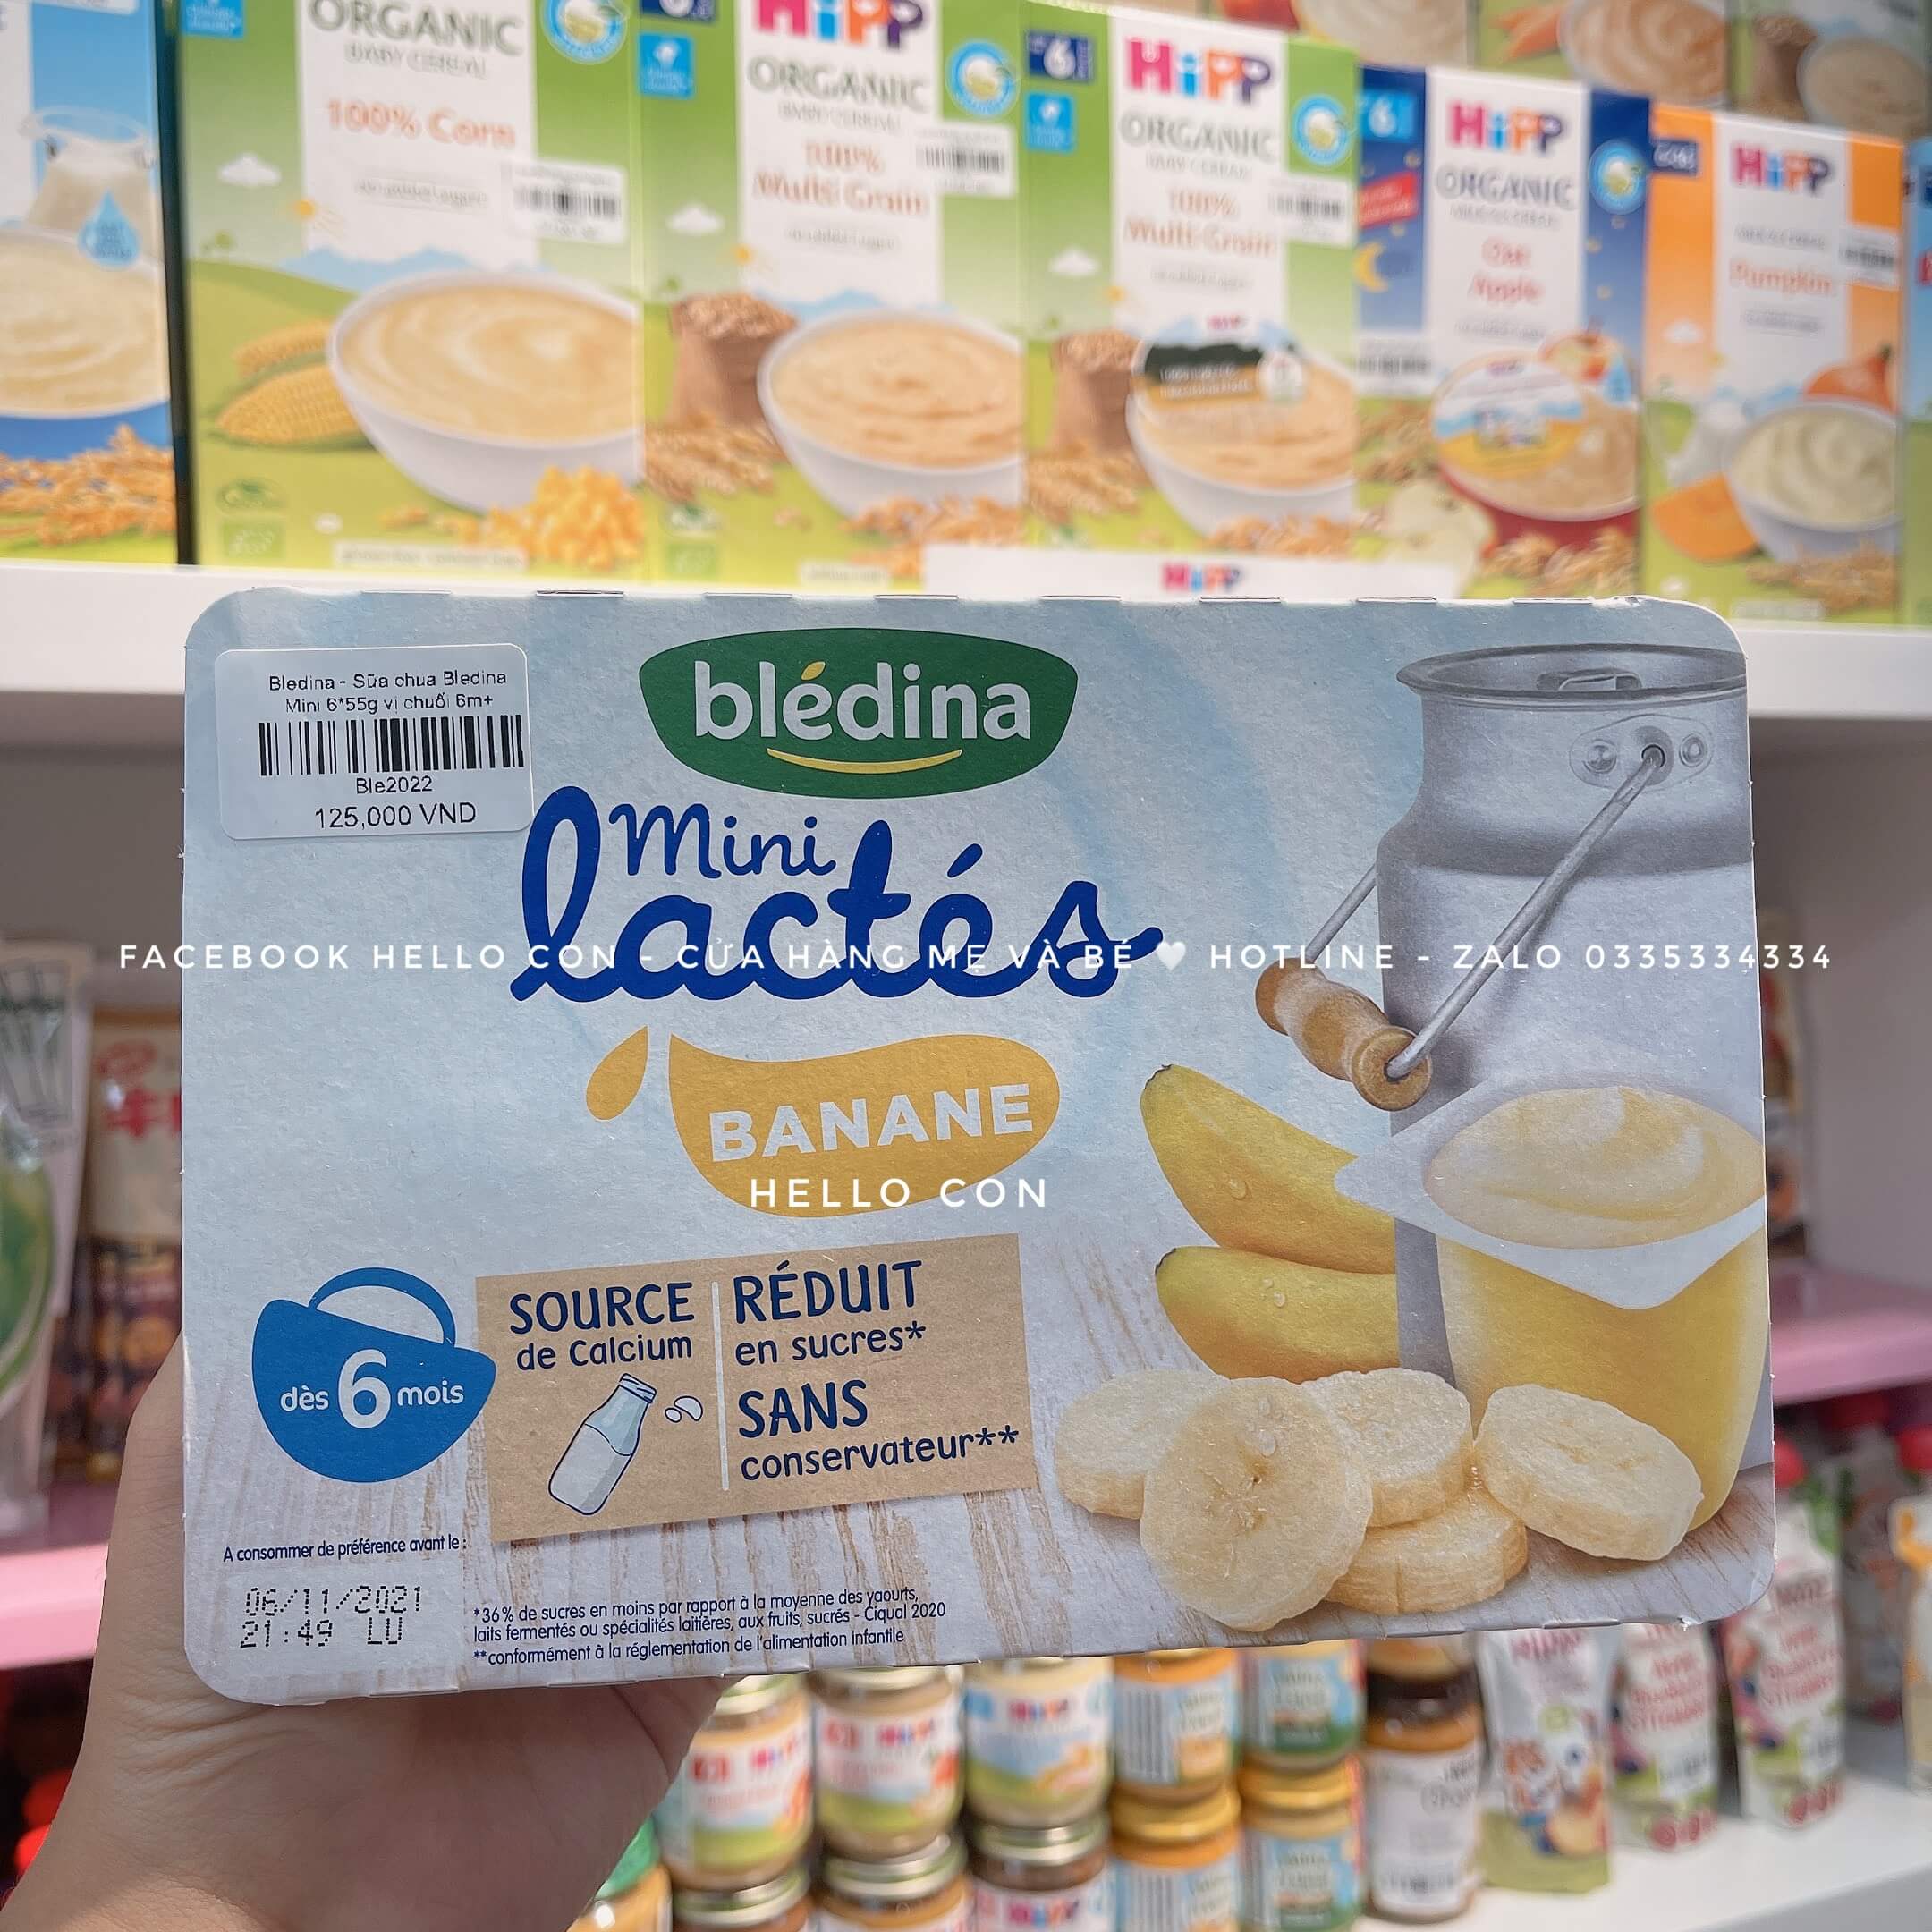 ORGANIC
BABY CEREAL
100% Corn
HiPP
ORGANIC
100%
Multi Grain
6
HiPP
ORGANIC
100%
Multi Grain
6
HiPP
ORGANIC
Oat
Apple
HiPP
Pumpkin
HiPP
Bledina - Sữa chua Bledina
Mini 6*55g vị chuối 6m+
Ble2022
125,000 VND
blédina
Mini
lactés
FACEBOOK HELLO CON - CỬA HÀNG MẸ VÀ BÉ 🤍 HOTLINE - ZALO 0335334334
BANANE
HELLO CON
dès 6 mois
SOURCE
de Calcium
RÉDUIT
en sucres*
SANS
conservateur**
A consommer de préférence avant le :
06/11/2021
21:49 LU
*36% de sucres en moins par rapport à la moyenne des yaourts,
laits fermentés ou spécialités laitières, aux fruits, sucrés - Ciqual 2020
**conformément à la réglementation de l'alimentation infantile